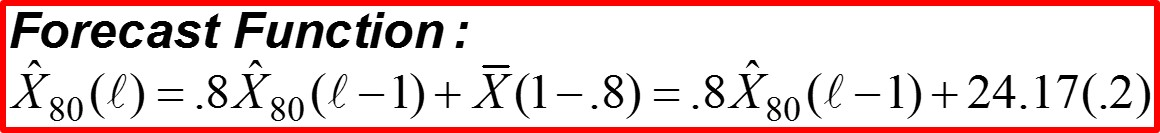 Forecast Function :
X̂₈₀(ℓ) = .8X̂₈₀(ℓ − 1) + X̄(1 − .8) = .8X̂₈₀(ℓ − 1) + 24.17(.2)